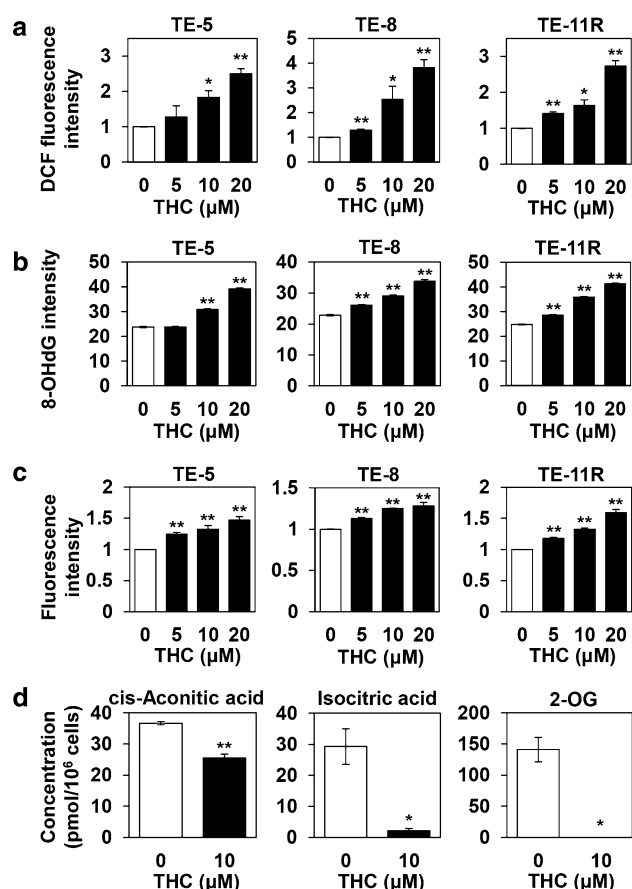 a
TE-5 TE-8 TE-11R
DCF fluorescence intensity
3 2 1 0
5 4 3 2 1 0
3 2 1 0
* **
** * **
** * **
0 5 10 20 0 5 10 20 0 5 10 20
THC (µM) THC (µM) THC (µM)
b
TE-5 TE-8 TE-11R
8-OHdG intensity
50 40 30 20 10 0
40 30 20 10 0
50 40 30 20 10 0
** **
** ** **
** ** **
0 5 10 20 0 5 10 20 0 5 10 20
THC (µM) THC (µM) THC (µM)
c
TE-5 TE-8 TE-11R
Fluorescence intensity
2 1.5 1 0.5 0
1.5 1 0.5 0
2 1.5 1 0.5 0
** ** **
** ** **
** ** **
0 5 10 20 0 5 10 20 0 5 10 20
THC (µM) THC (µM) THC (µM)
d
cis-Aconitic acid Isocitric acid 2-OG
Concentration (pmol/10⁶ cells)
40 30 20 10 0
40 30 20 10 0
200 150 100 50 0
**
*
*
0 10 0 10 0 10
THC (µM) THC (µM) THC (µM)